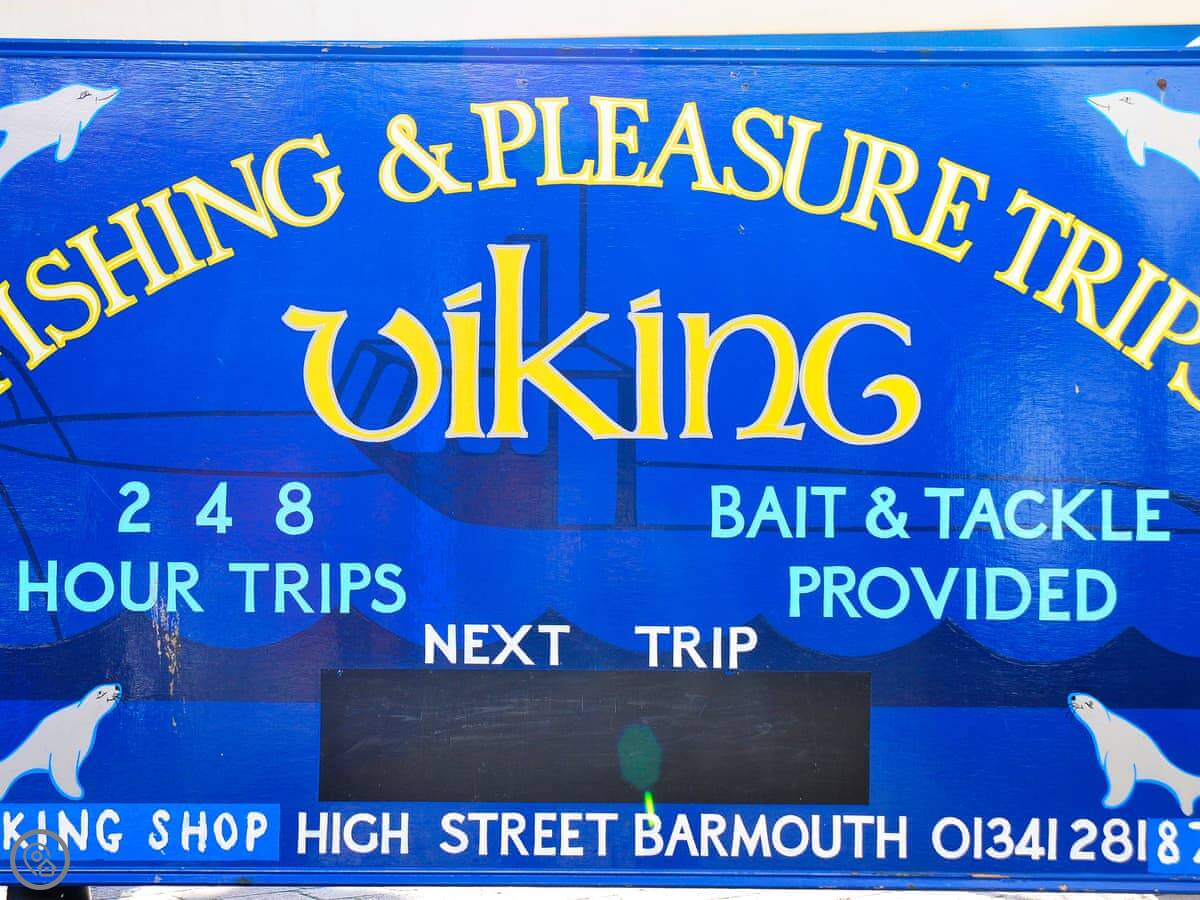 ISHING & PLEASURE TRIPS
viking
2 4 8
HOUR TRIPS
BAIT & TACKLE
PROVIDED
NEXT TRIP
KING SHOP HIGH STREET BARMOUTH 01341 2818